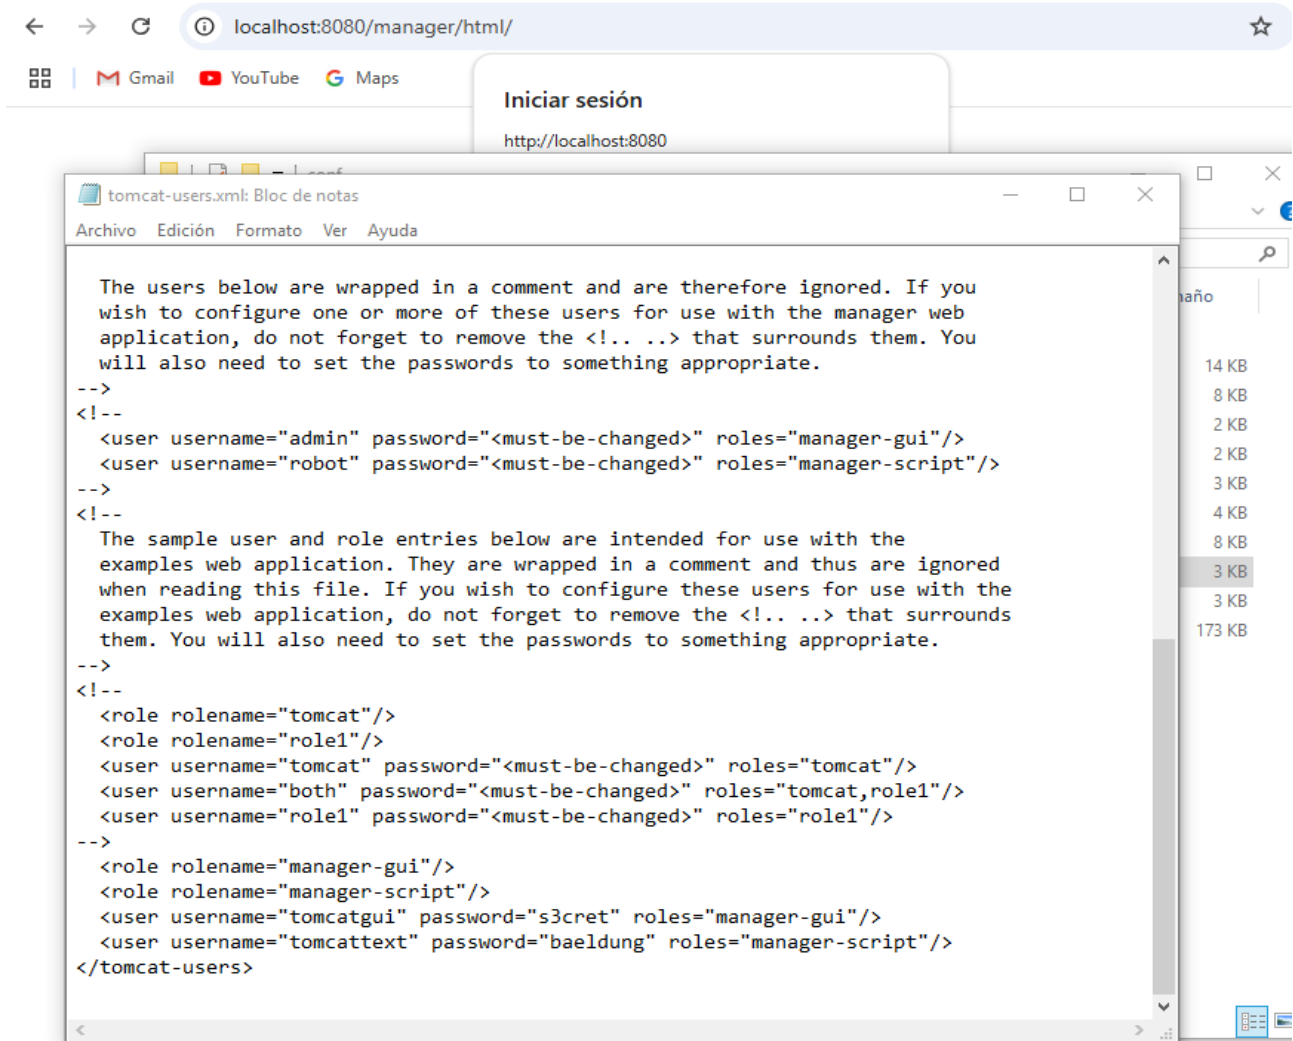 localhost:8080/manager/html/
Gmail YouTube Maps
Iniciar sesión
http://localhost:8080
tomcat-users.xml: Bloc de notas
Archivo Edición Formato Ver Ayuda
The users below are wrapped in a comment and are therefore ignored. If you
wish to configure one or more of these users for use with the manager web
application, do not forget to remove the <!.. ..> that surrounds them. You
will also need to set the passwords to something appropriate.
-->
<!--
<user username="admin" password="<must-be-changed>" roles="manager-gui"/>
<user username="robot" password="<must-be-changed>" roles="manager-script"/>
-->
<!--
The sample user and role entries below are intended for use with the
examples web application. They are wrapped in a comment and thus are ignored
when reading this file. If you wish to configure these users for use with the
examples web application, do not forget to remove the <!.. ..> that surrounds
them. You will also need to set the passwords to something appropriate.
-->
<!--
<role rolename="tomcat"/>
<role rolename="role1"/>
<user username="tomcat" password="<must-be-changed>" roles="tomcat"/>
<user username="both" password="<must-be-changed>" roles="tomcat,role1"/>
<user username="role1" password="<must-be-changed>" roles="role1"/>
-->
<role rolename="manager-gui"/>
<role rolename="manager-script"/>
<user username="tomcatgui" password="s3cret" roles="manager-gui"/>
<user username="tomcattext" password="baeldung" roles="manager-script"/>
</tomcat-users>
14 KB
8 KB
2 KB
2 KB
3 KB
4 KB
8 KB
3 KB
3 KB
173 KB